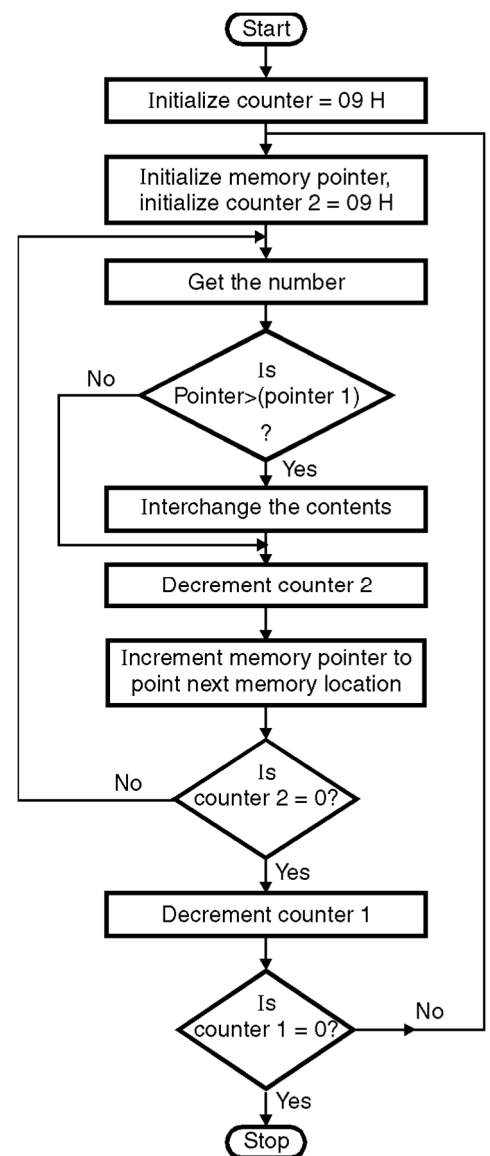 Start
Initialize counter = 09 H
Initialize memory pointer,
initialize counter 2 = 09 H
Get the number
Is
Pointer>(pointer 1)
?
No
Yes
Interchange the contents
Decrement counter 2
Increment memory pointer to
point next memory location
Is
counter 2 = 0?
No
Yes
Decrement counter 1
Is
counter 1 = 0?
No
Yes
Stop